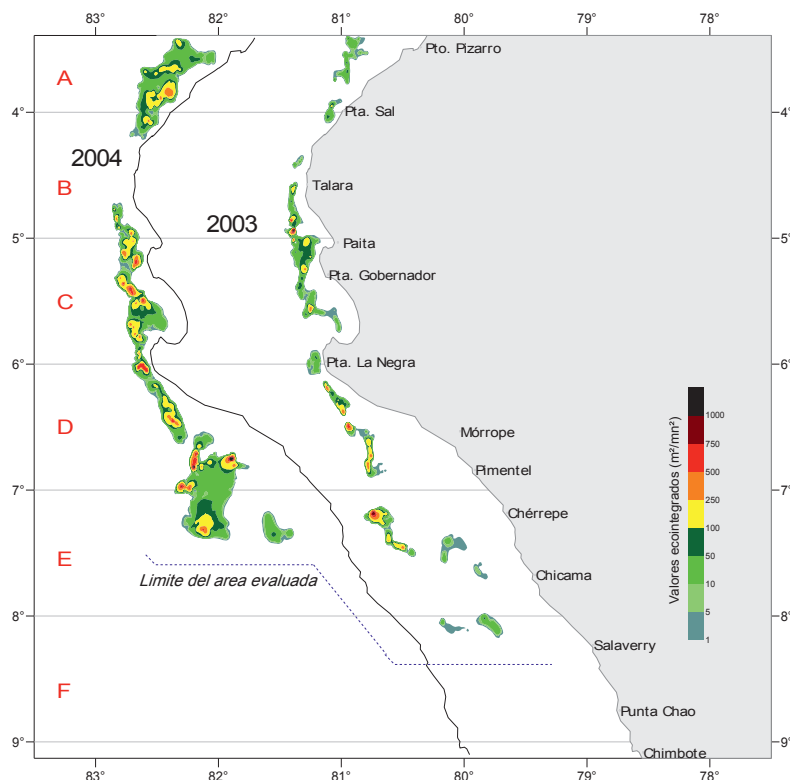 83° 82° 81° 80° 79° 78°
Pto. Pizarro
A
4° Pta. Sal 4°
2004
B Talara
2003
5° Paita 5°
Pta. Gobernador
C
6° Pta. La Negra 6°
D Mórrope
Pimentel
7° 7°
Chérrepe
E
Chicama
Limite del area evaluada
8° 8°
Salaverry
F
Punta Chao
9° 9°
Chimbote
83° 82° 81° 80° 79° 78°
Valores ecointegrados (m²/mn²)
1000
750
500
250
100
50
10
5
1